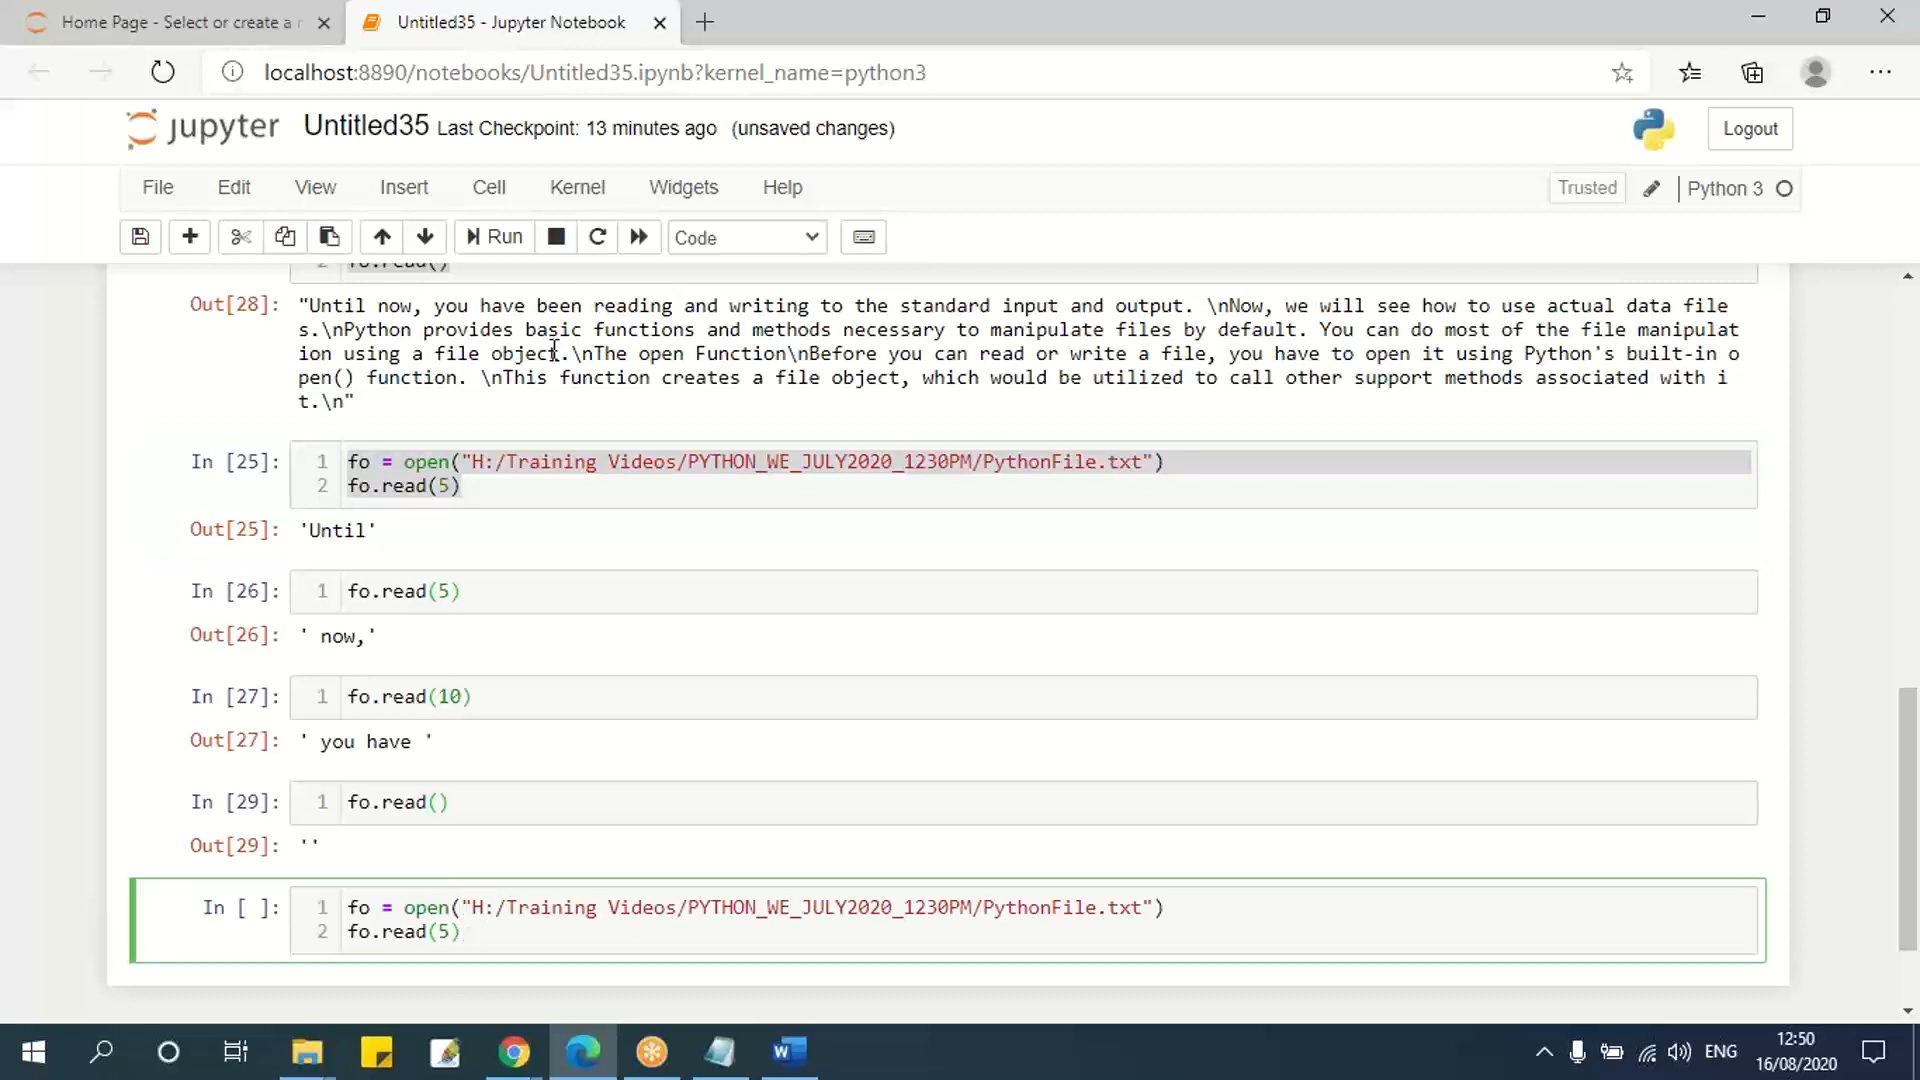 Home Page - Select or create a n
Untitled35 - Jupyter Notebook
localhost:8890/notebooks/Untitled35.ipynb?kernel_name=python3
jupyter Untitled35 Last Checkpoint: 13 minutes ago (unsaved changes)
Logout
File Edit View Insert Cell Kernel Widgets Help
Trusted Python 3
Run Code
2 fo.read()
Out[28]: "Until now, you have been reading and writing to the standard input and output. \nNow, we will see how to use actual data file
s.\nPython provides basic functions and methods necessary to manipulate files by default. You can do most of the file manipulat
ion using a file object.\nThe open Function\nBefore you can read or write a file, you have to open it using Python's built-in o
pen() function. \nThis function creates a file object, which would be utilized to call other support methods associated with i
t.\n"
In [25]: 1 fo = open("H:/Training Videos/PYTHON_WE_JULY2020_1230PM/PythonFile.txt")
2 fo.read(5)
Out[25]: 'Until'
In [26]: 1 fo.read(5)
Out[26]: ' now,'
In [27]: 1 fo.read(10)
Out[27]: ' you have '
In [29]: 1 fo.read()
Out[29]: ''
In [ ]: 1 fo = open("H:/Training Videos/PYTHON_WE_JULY2020_1230PM/PythonFile.txt")
2 fo.read(5)
ENG
12:50
16/08/2020